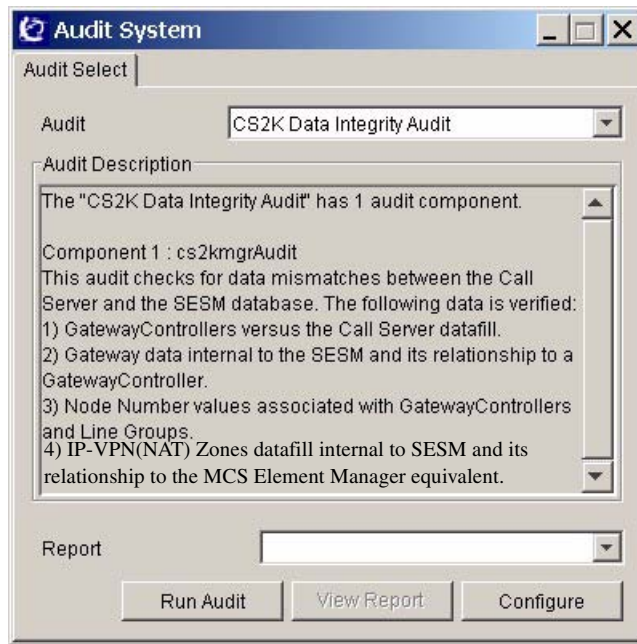 Audit System
Audit Select
Audit
CS2K Data Integrity Audit
Audit Description
The "CS2K Data Integrity Audit" has 1 audit component.
Component 1 : cs2kmgrAudit
This audit checks for data mismatches between the Call
Server and the SESM database. The following data is verified:
1) GatewayControllers versus the Call Server datafill.
2) Gateway data internal to the SESM and its relationship to a
GatewayController.
3) Node Number values associated with GatewayControllers
and Line Groups.
4) IP-VPN(NAT) Zones datafill internal to SESM and its
relationship to the MCS Element Manager equivalent.
Report
Run Audit
View Report
Configure